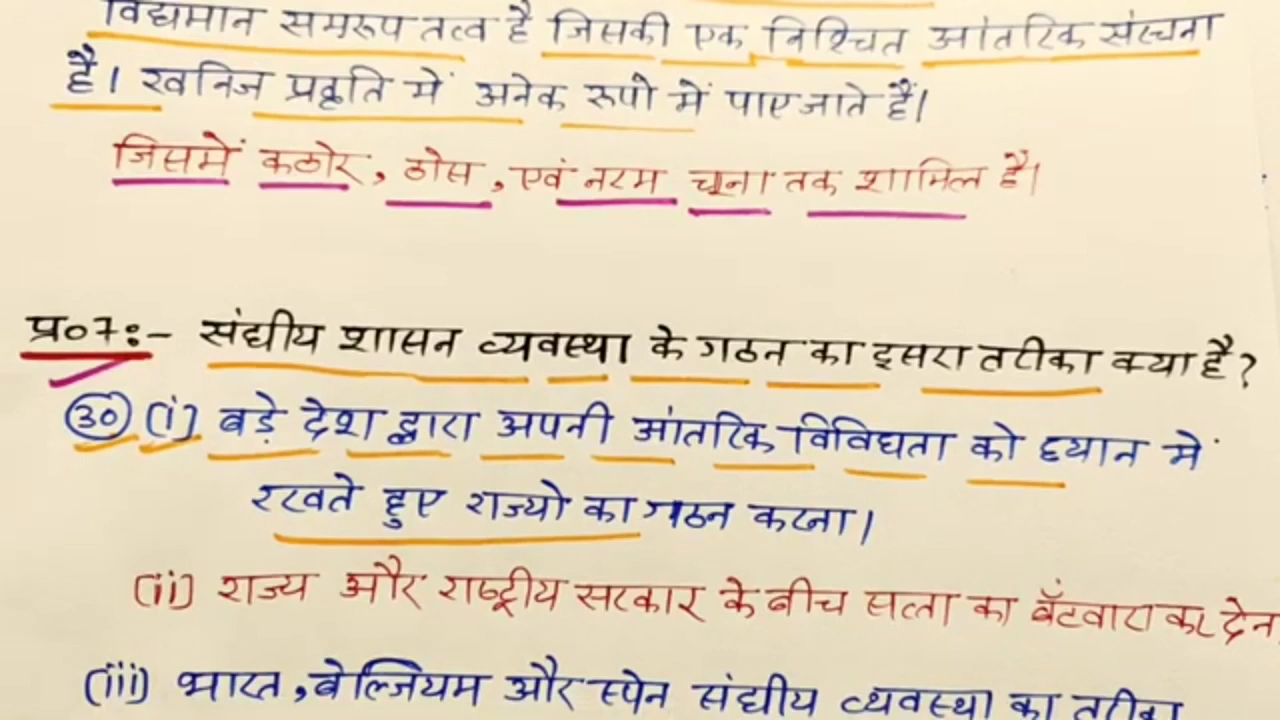 विद्यमान समरूप तत्व है जिसकी एक निश्चित आंतरिक संरचना
है। खनिज प्रकृति में अनेक रूपो में पाए जाते हैं।
जिसमें कठोर, ठोस, एवं नरम चूना तक शामिल है।
प्र०7:- संघीय शासन व्यवस्था के गठन का दूसरा तरीका क्या है?
उ० (i) बड़े देश द्वारा अपनी आंतरिक विविधता को ध्यान में
रखते हुए राज्यो का गठन करना।
(ii) राज्य और राष्ट्रीय सरकार के बीच सत्ता का बँटवारा कर देन
(iii) भारत, बेल्जियम और स्पेन संघीय व्यवस्था का तरीका